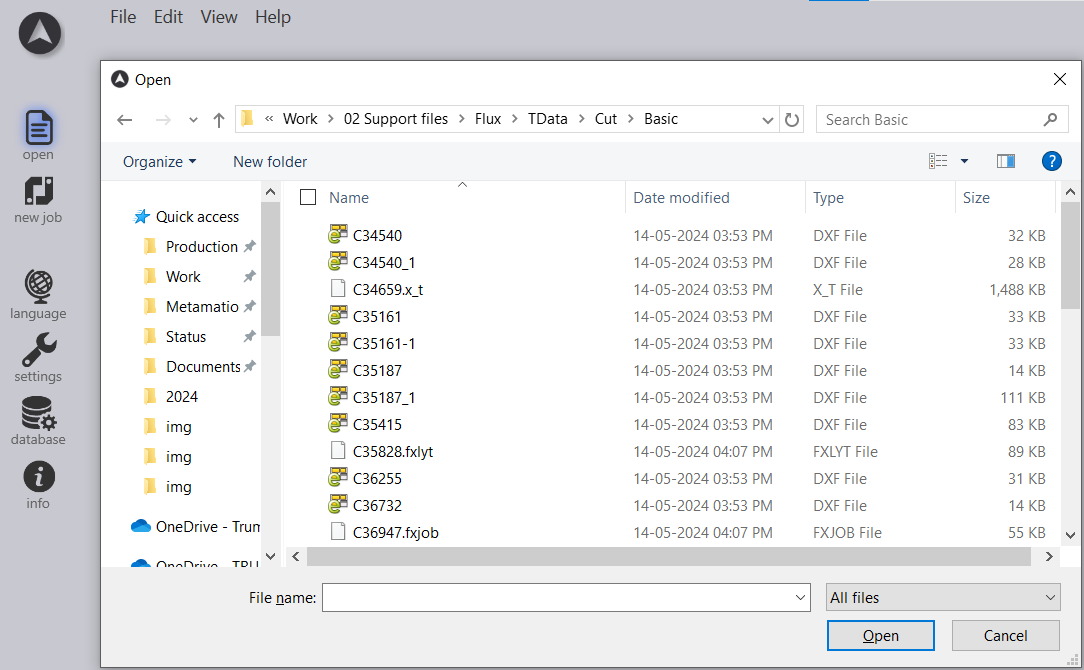 File Edit View Help
Open
« Work > 02 Support files > Flux > TData > Cut > Basic
Search Basic
Organize
New folder
?
open
new job
language
settings
database
info
Quick access
Production
Work
Metamatio
Status
Documents
2024
img
img
img
OneDrive - Trum
OneDrive - TRU
Name Date modified Type Size
C34540 14-05-2024 03:53 PM DXF File 32 KB
C34540_1 14-05-2024 03:53 PM DXF File 28 KB
C34659.x_t 14-05-2024 03:53 PM X_T File 1,488 KB
C35161 14-05-2024 03:53 PM DXF File 33 KB
C35161-1 14-05-2024 03:53 PM DXF File 33 KB
C35187 14-05-2024 03:53 PM DXF File 14 KB
C35187_1 14-05-2024 03:53 PM DXF File 111 KB
C35415 14-05-2024 03:53 PM DXF File 83 KB
C35828.fxlyt 14-05-2024 04:07 PM FXLYT File 89 KB
C36255 14-05-2024 03:53 PM DXF File 31 KB
C36732 14-05-2024 03:53 PM DXF File 14 KB
C36947.fxjob 14-05-2024 04:07 PM FXJOB File 55 KB
File name:
All files
Open
Cancel